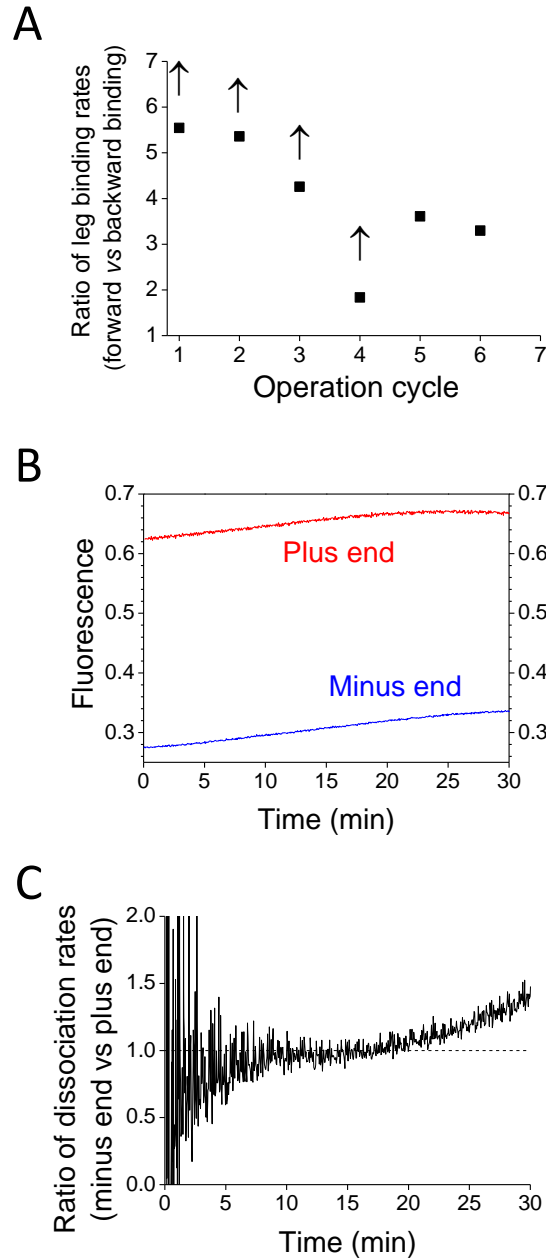 A
Ratio of leg binding rates
(forward vs backward binding)
7
6
5
4
3
2
1
1 2 3 4 5 6 7
Operation cycle
B
Fluorescence
0.7
0.6
0.5
0.4
0.3
0.7
0.6
0.5
0.4
0.3
Plus end
Minus end
0 5 10 15 20 25 30
Time (min)
C
Ratio of dissociation rates
(minus end vs plus end)
2.0
1.5
1.0
0.5
0.0
0 5 10 15 20 25 30
Time (min)